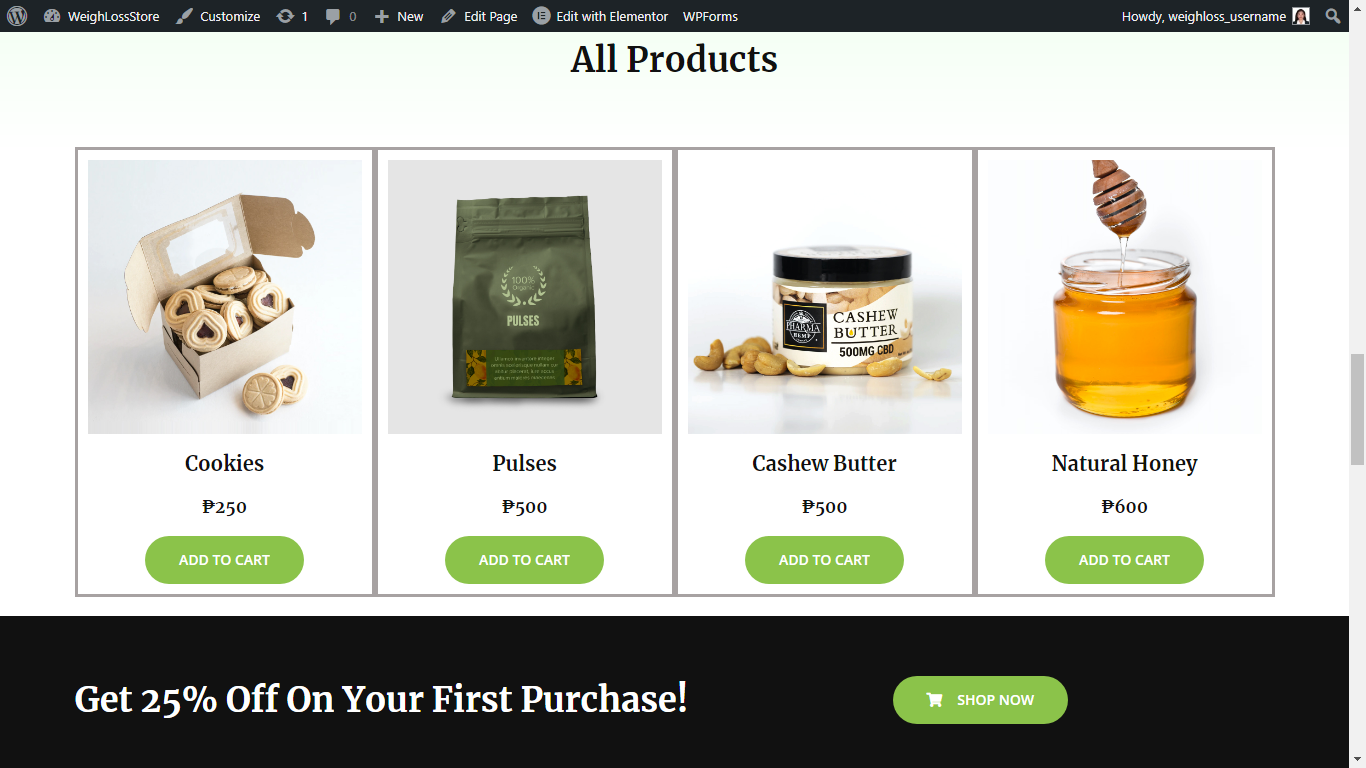 WeighLossStore Customize 1 0 New Edit Page Edit with Elementor WPForms Howdy, weighloss_username
All Products
100%
Organic
PULSES
PHARMA
HEMP
CASHEW
BUTTER
500MG CBD
Cookies Pulses Cashew Butter Natural Honey
₱250 ₱500 ₱500 ₱600
ADD TO CART ADD TO CART ADD TO CART ADD TO CART
Get 25% Off On Your First Purchase! SHOP NOW